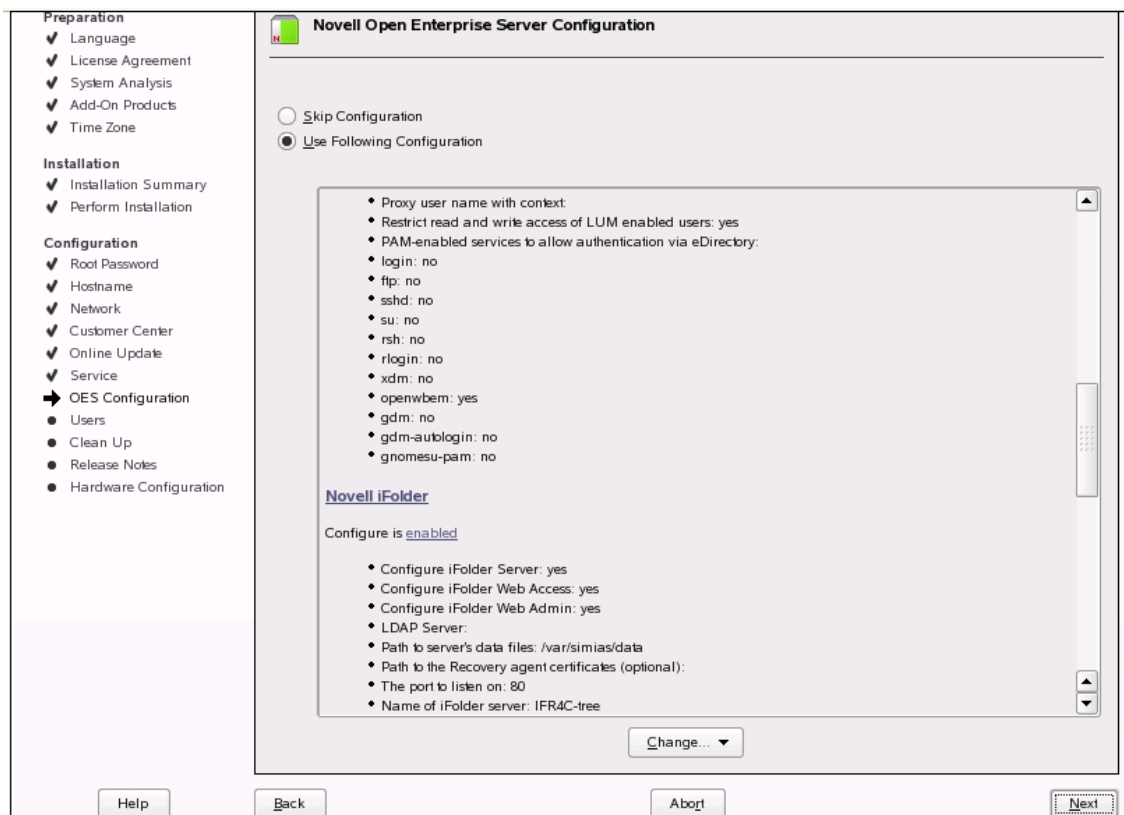 Preparation
Language
License Agreement
System Analysis
Add-On Products
Time Zone
Installation
Installation Summary
Perform Installation
Configuration
Root Password
Hostname
Network
Customer Center
Online Update
Service
OES Configuration
Users
Clean Up
Release Notes
Hardware Configuration
N
Novell Open Enterprise Server Configuration
Skip Configuration
Use Following Configuration
• Proxy user name with context:
• Restrict read and write access of LUM enabled users: yes
• PAM-enabled services to allow authentication via eDirectory:
• login: no
• ftp: no
• sshd: no
• su: no
• rsh: no
• rlogin: no
• xdm: no
• openwbem: yes
• gdm: no
• gdm-autologin: no
• gnomesu-pam: no
Novell iFolder
Configure is enabled
• Configure iFolder Server: yes
• Configure iFolder Web Access: yes
• Configure iFolder Web Admin: yes
• LDAP Server:
• Path to server's data files: /var/simias/data
• Path to the Recovery agent certificates (optional):
• The port to listen on: 80
• Name of iFolder server: IFR4C-tree
Change...
Help
Back
Abort
Next